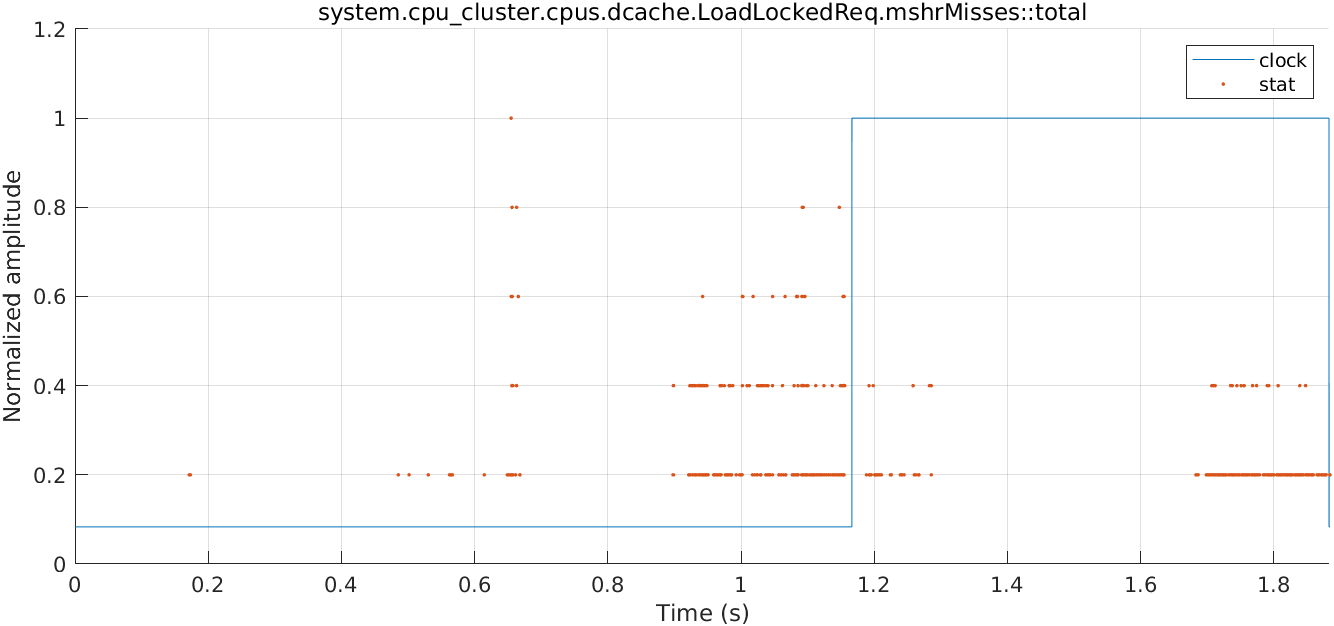 system.cpu_cluster.cpus.dcache.LoadLockedReq.mshrMisses::total
clock
stat
Normalized amplitude
1.2
1
0.8
0.6
0.4
0.2
0
0 0.2 0.4 0.6 0.8 1 1.2 1.4 1.6 1.8
Time (s)